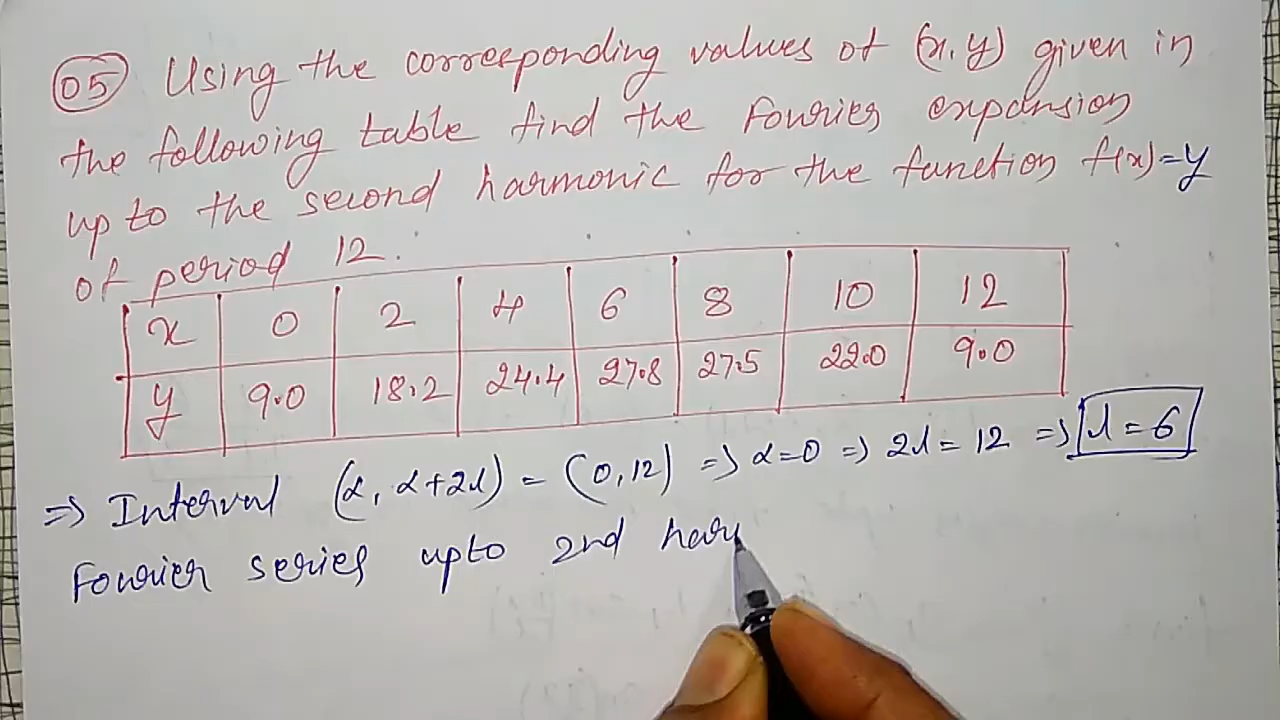 05 Using the corresponding values of (x,y) given in
the following table find the Fourier expansion
up to the second harmonic for the function f(x)=y
of period 12.
x 0 2 4 6 8 10 12
y 9.0 18.2 24.4 27.8 27.5 22.0 9.0
=> Interval (α, α+2l) = (0,12) => α=0 => 2l=12 => l=6
Fourier series upto 2nd har